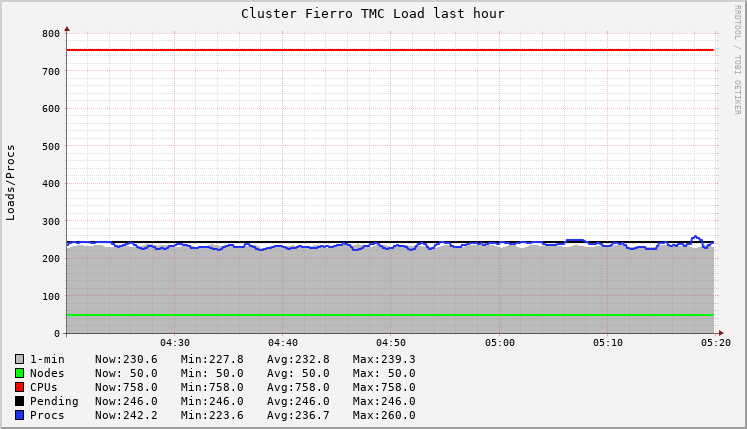 Cluster Fierro TMC Load last hour
RRDTOOL / TOBI OETIKER
Loads/Procs
800
700
600
500
400
300
200
100
0
04:30 04:40 04:50 05:00 05:10 05:20
1-min Now:230.6 Min:227.8 Avg:232.8 Max:239.3
Nodes Now: 50.0 Min: 50.0 Avg: 50.0 Max: 50.0
CPUs Now:758.0 Min:758.0 Avg:758.0 Max:758.0
Pending Now:246.0 Min:246.0 Avg:246.0 Max:246.0
Procs Now:242.2 Min:223.6 Avg:236.7 Max:260.0